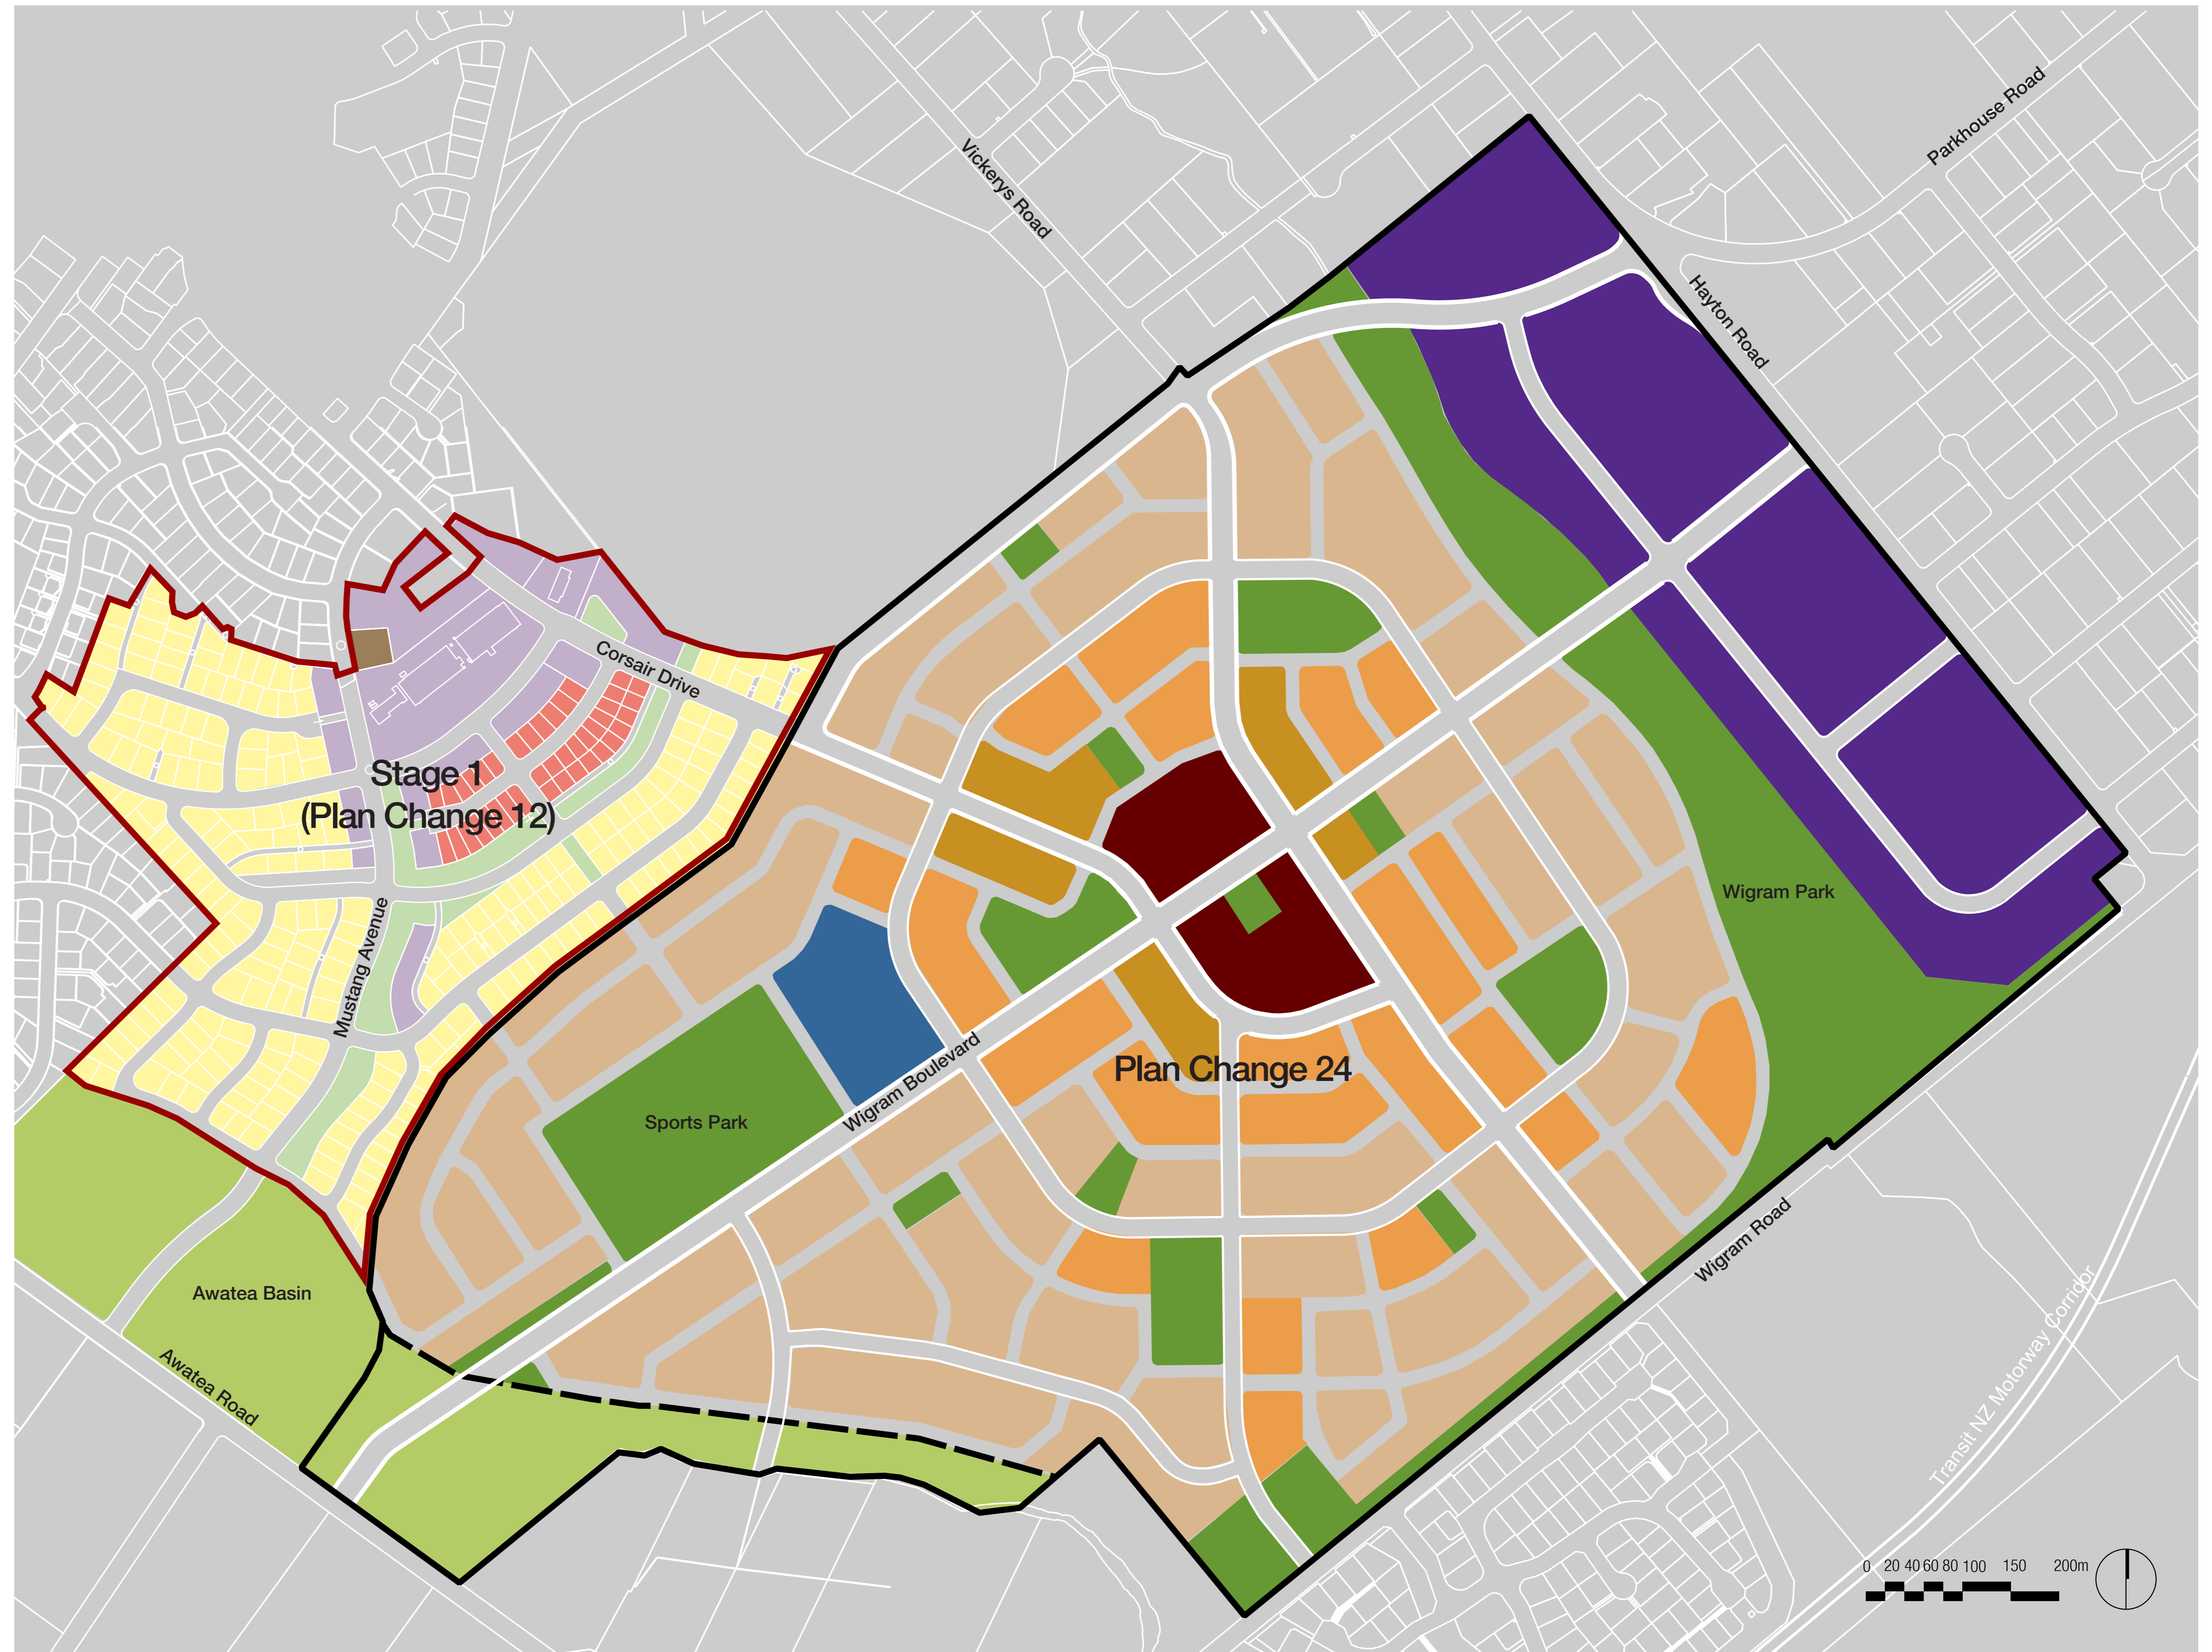 Parkhouse Road
Vickerys Road
Hayton Road
Corsair Drive
Stage 1
(Plan Change 12)
Wigram Park
Mustang Avenue
Wigram Boulevard
Plan Change 24
Sports Park
Wigram Road
Awatea Basin
Transit NZ Motorway Corridor
Awatea Road
0 20 40 60 80 100 150 200m